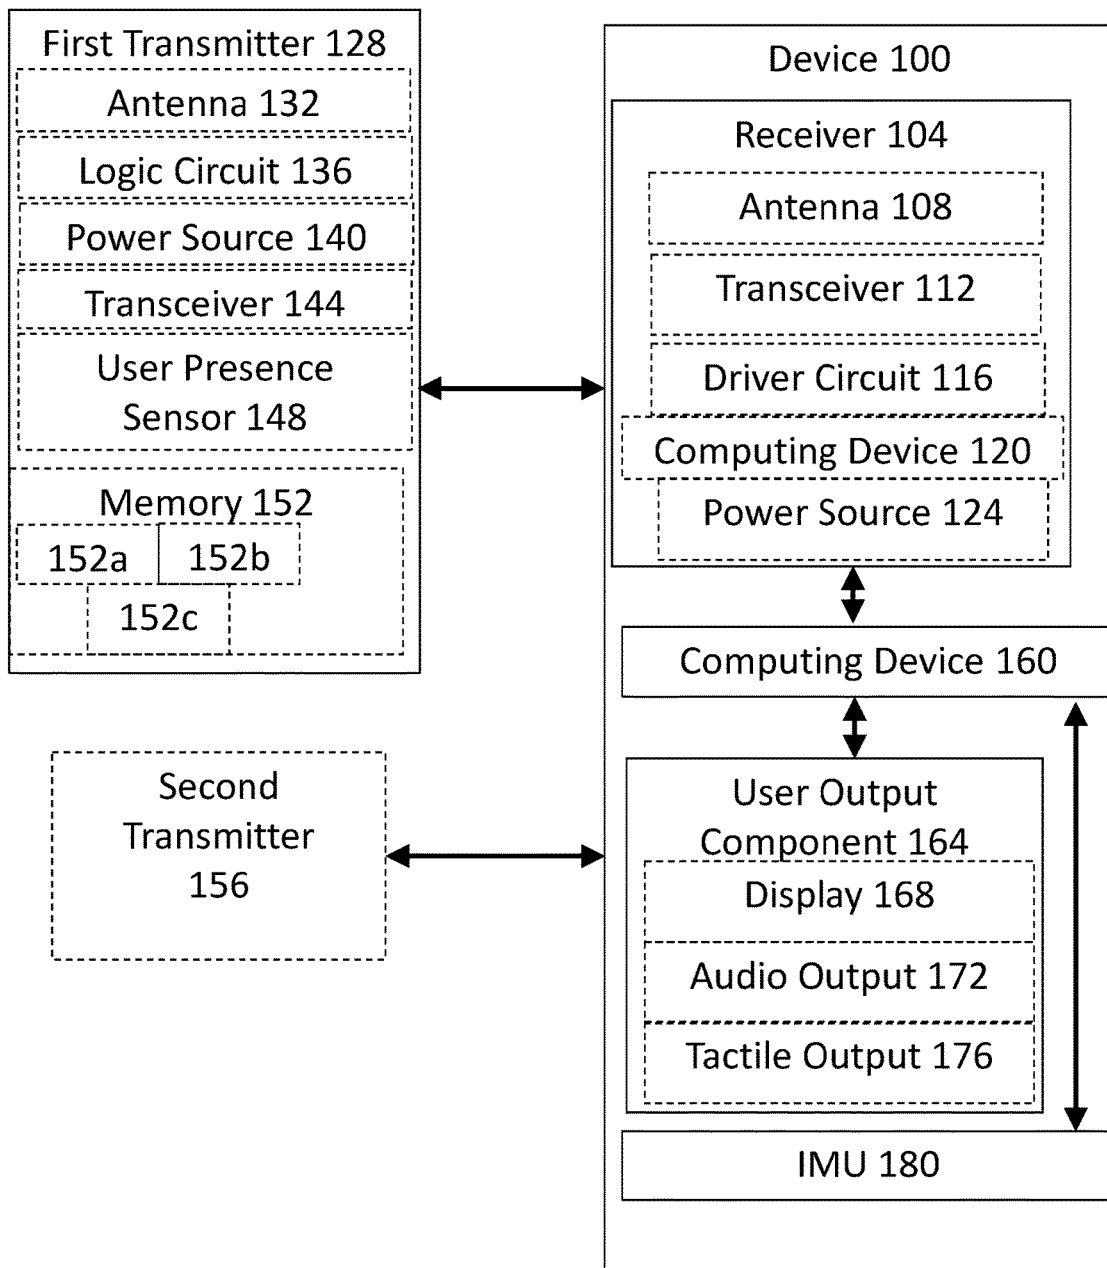 First Transmitter 128
Antenna 132
Logic Circuit 136
Power Source 140
Transceiver 144
User Presence
Sensor 148
Memory 152
152a
152b
152c
Second
Transmitter
156
Device 100
Receiver 104
Antenna 108
Transceiver 112
Driver Circuit 116
Computing Device 120
Power Source 124
Computing Device 160
User Output
Component 164
Display 168
Audio Output 172
Tactile Output 176
IMU 180